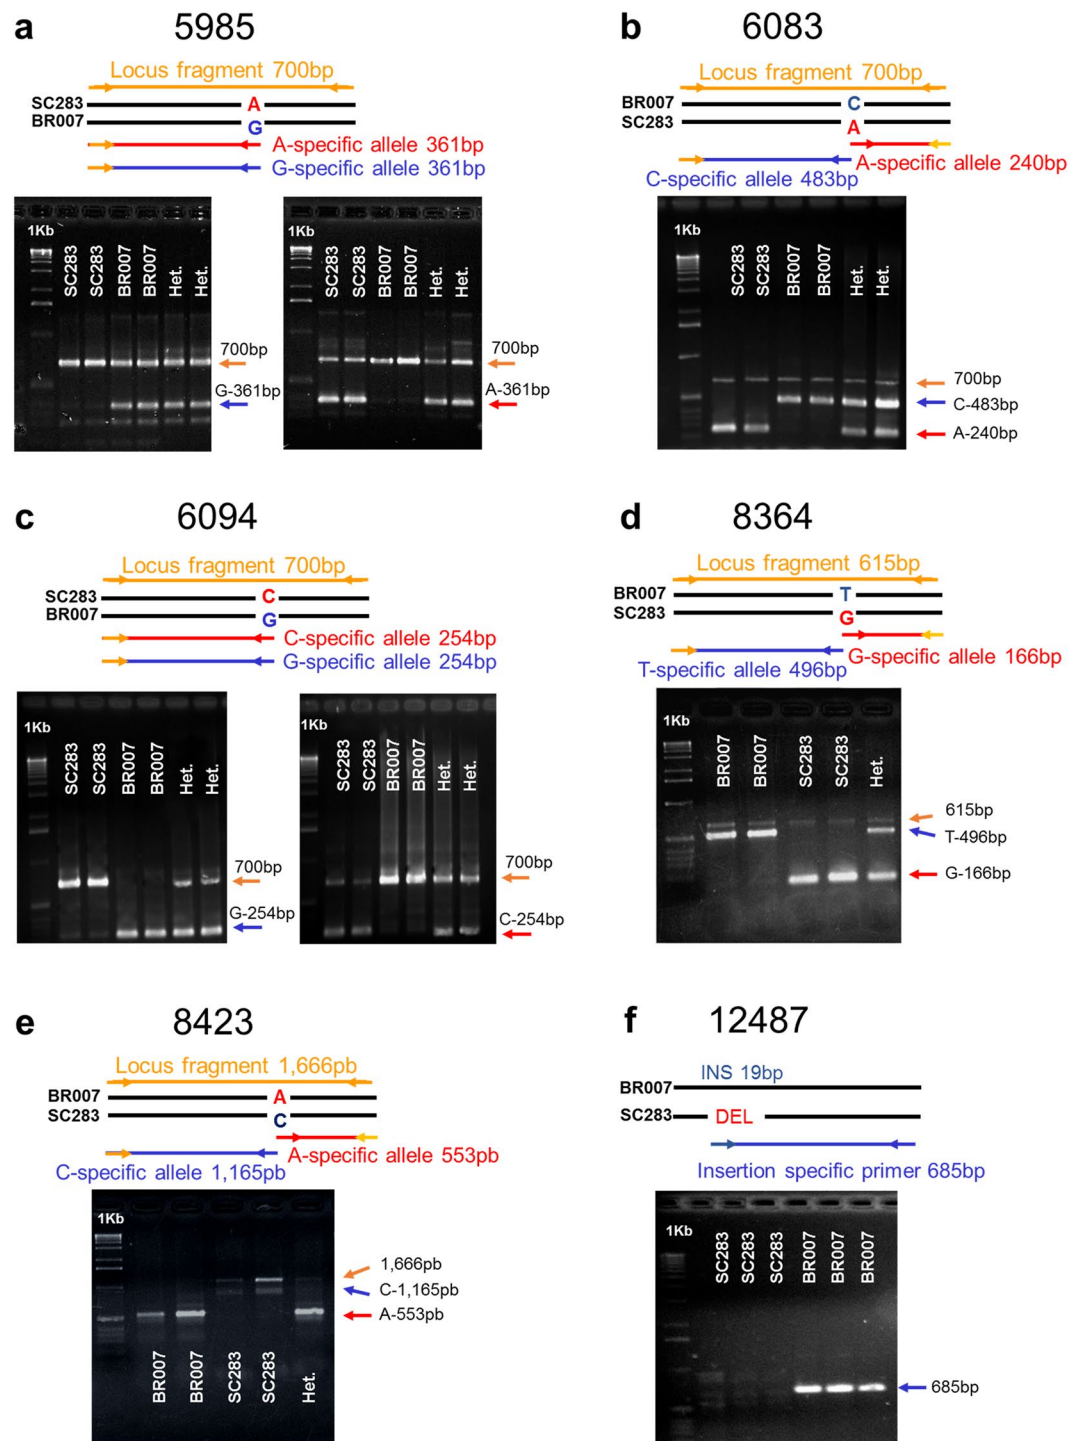 a
5985
Locus fragment 700bp
SC283
A
BR007
G
A-specific allele 361bp
G-specific allele 361bp
1Kb
SC283
SC283
BR007
BR007
Het.
Het.
700bp
G-361bp
1Kb
SC283
SC283
BR007
BR007
Het.
Het.
700bp
A-361bp
b
6083
Locus fragment 700bp
BR007
C
SC283
A
A-specific allele 240bp
C-specific allele 483bp
1Kb
SC283
SC283
BR007
BR007
Het.
Het.
700bp
C-483bp
A-240bp
c
6094
Locus fragment 700bp
SC283
C
BR007
G
C-specific allele 254bp
G-specific allele 254bp
1Kb
SC283
SC283
BR007
BR007
Het.
Het.
700bp
G-254bp
1Kb
SC283
SC283
BR007
BR007
Het.
Het.
700bp
C-254bp
d
8364
Locus fragment 615bp
BR007
T
SC283
G
G-specific allele 166bp
T-specific allele 496bp
1Kb
BR007
BR007
SC283
SC283
Het.
615bp
T-496bp
G-166bp
e
8423
Locus fragment 1,666pb
BR007
A
SC283
C
A-specific allele 553pb
C-specific allele 1,165pb
1Kb
1,666pb
C-1,165pb
A-553pb
BR007
BR007
SC283
SC283
Het.
f
12487
INS 19bp
BR007
SC283
DEL
Insertion specific primer 685bp
1Kb
SC283
SC283
SC283
BR007
BR007
BR007
685bp